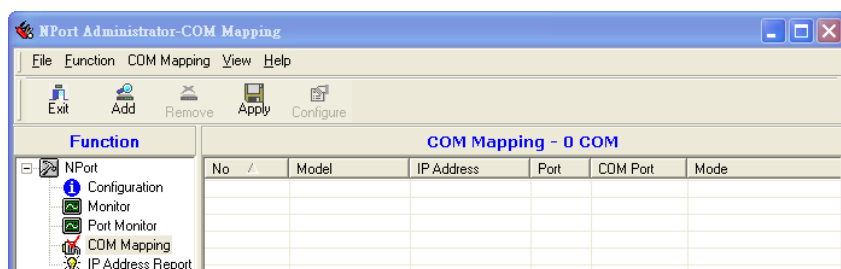 NPort Administrator-COM Mapping
File Function COM Mapping View Help
Exit Add Remove Apply Configure
Function
COM Mapping - 0 COM
No Model IP Address Port COM Port Mode
NPort
Configuration
Monitor
Port Monitor
COM Mapping
IP Address Report